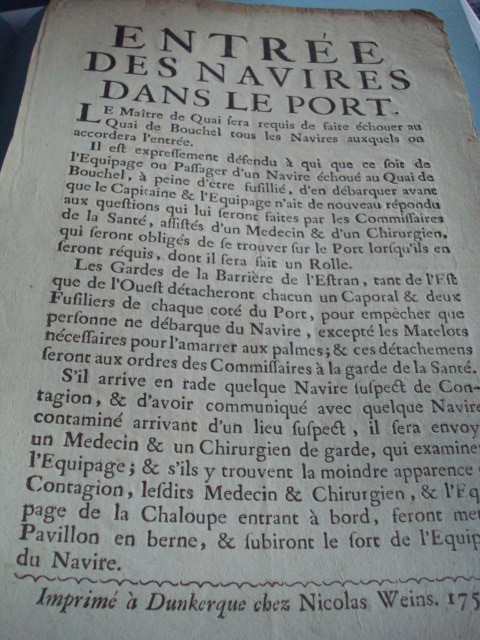 ENTRÉE
DES NAVIRES
DANS LE PORT.
LE Maître de Quai ſera requis de faire échouer au
Quai de Bouchel tous les Navires auxquels on
accordera l'entrée.
Il eſt expreſſement défendu à qui que ce ſoit de
l'Equipage ou Paſſager d'un Navire échoué au Quai de
Bouchel, à peine d'être fuſillié, d'en débarquer avant
que le Capitaine & l'Equipage n'ait de nouveau répondu
aux queſtions qui lui ſeront faites par les Commiſſaires
de la Santé, aſſiſtés d'un Medecin & d'un Chirurgien,
qui ſeront obligés de ſe trouver ſur le Port lorſqu'ils en
ſeront réquis, dont il ſera fait un Rolle.
Les Gardes de la Barrière de l'Eſtran, tant de l'Eſt
que de l'Oueſt détacheront chacun un Caporal & deux
Fuſiliers de chaque coté du Port, pour empêcher que
perſonne ne débarque du Navire, excepté les Matelots
néceſſaires pour l'amarrer aux palmes; & ces détachemens
ſeront aux ordres des Commiſſaires à la garde de la Santé.
S'il arrive en rade quelque Navire ſuſpect de Con-
tagion, & d'avoir communiqué avec quelque Navire
contaminé arrivant d'un lieu ſuſpect, il ſera envoy
un Medecin & un Chirurgien de garde, qui examine
l'Equipage; & s'ils y trouvent la moindre apparence
Contagion, leſdits Medecin & Chirurgien, & l'Eq
page de la Chaloupe entrant à bord, ſeront me
Pavillon en berne, & ſubiront le ſort de l'Equip
du Navire.
Imprimé à Dunkerque chez Nicolas Weins. 175